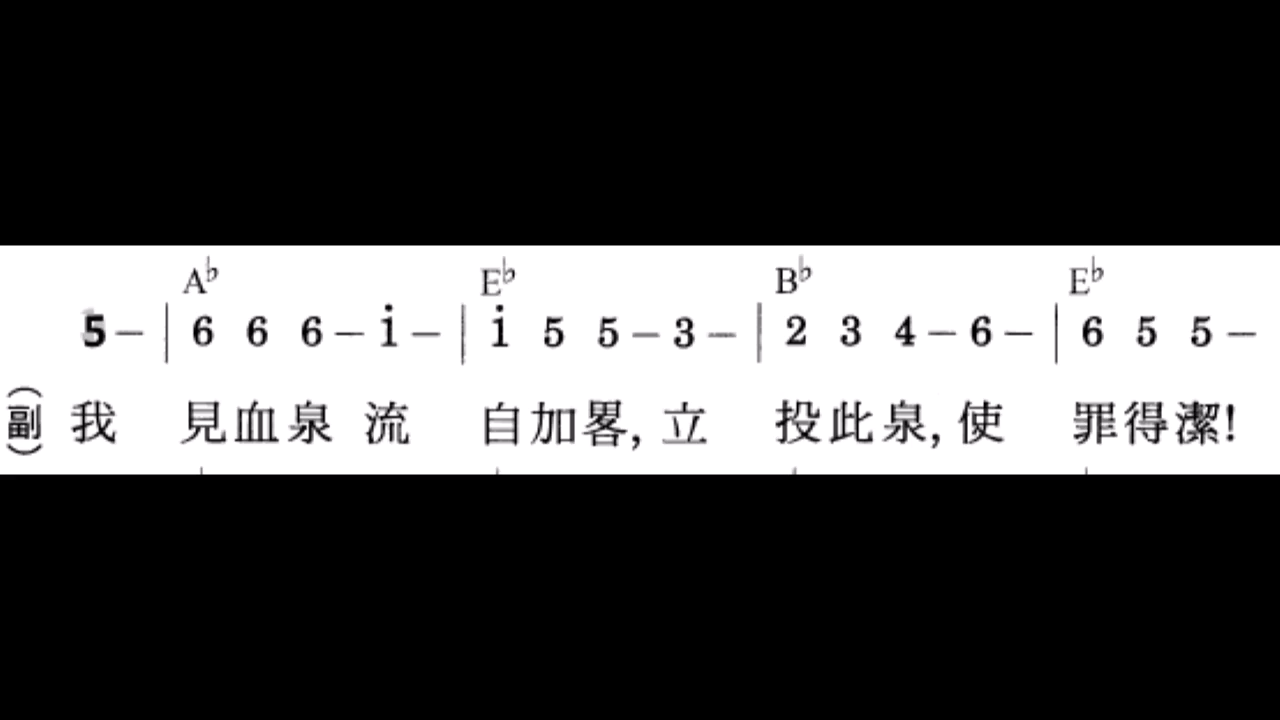 A♭ E♭ B♭ E♭
5 – | 6 6 6 – i – | i 5 5 – 3 – | 2 3 4 – 6 – | 6 5 5 –
(副) 我 見血泉 流 自加畧, 立 投此泉, 使 罪得潔!